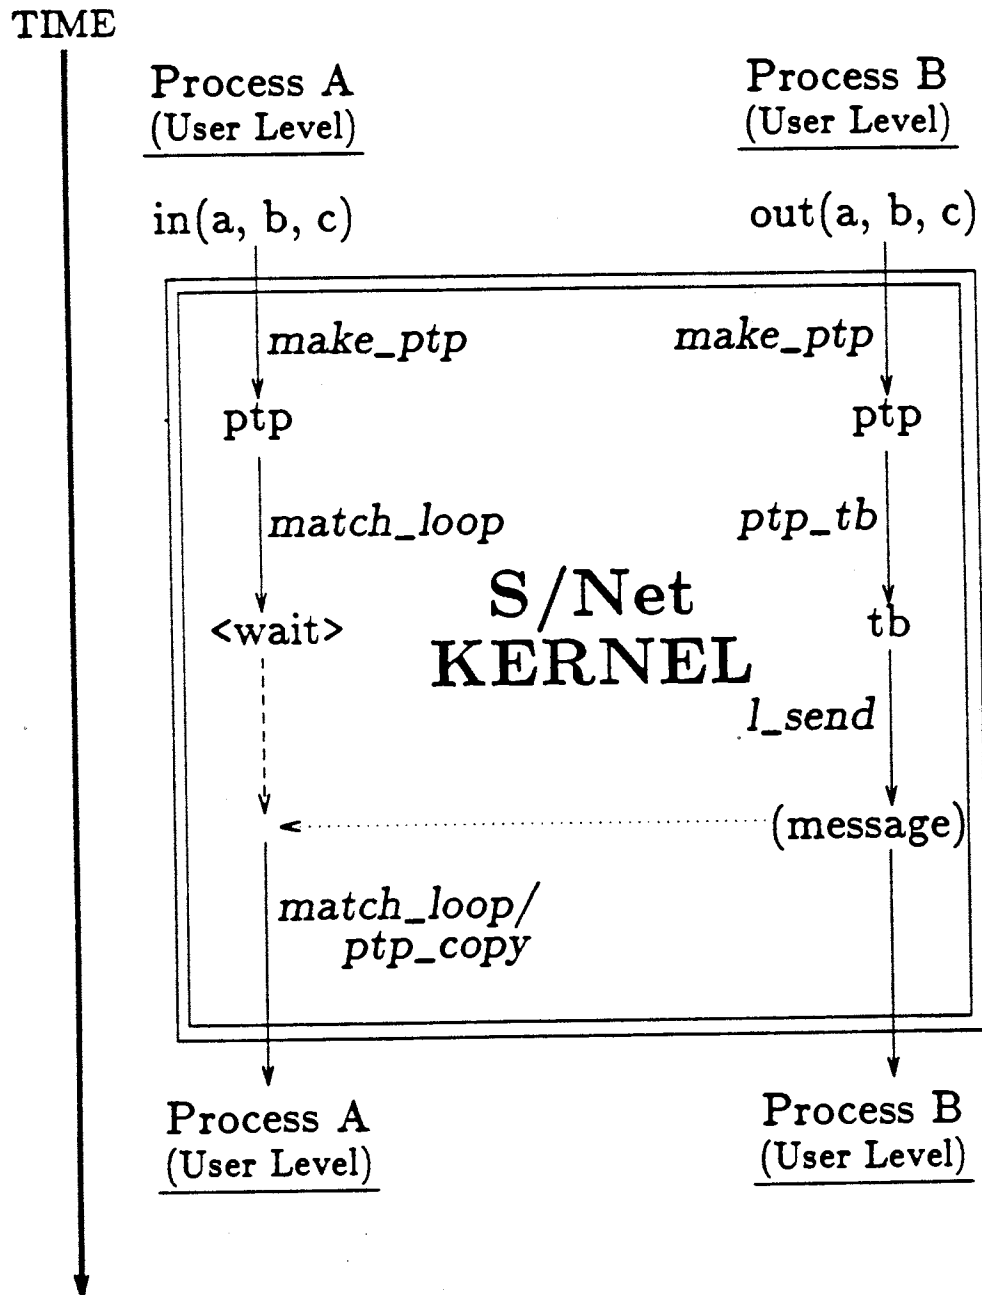 TIME
Process A
(User Level)
Process B
(User Level)
in(a, b, c)
out(a, b, c)
make_ptp
make_ptp
ptp
ptp
match_loop
ptp_tb
S/Net
KERNEL
<wait>
tb
l_send
(message)
match_loop/
ptp_copy
Process A
(User Level)
Process B
(User Level)